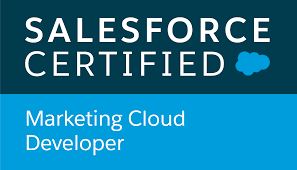 SALESFORCE
CERTIFIED
Marketing Cloud
Developer